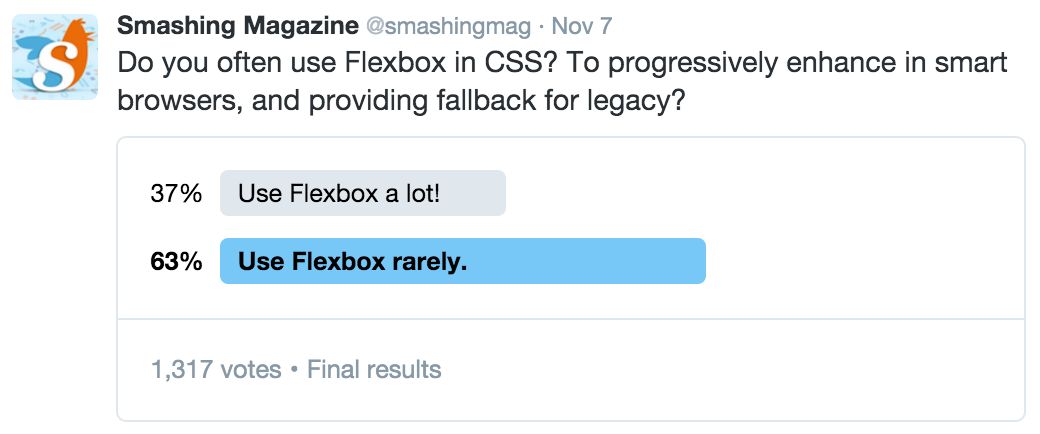 Smashing Magazine @smashingmag · Nov 7
Do you often use Flexbox in CSS? To progressively enhance in smart
browsers, and providing fallback for legacy?
37% Use Flexbox a lot!
63% Use Flexbox rarely.
1,317 votes • Final results